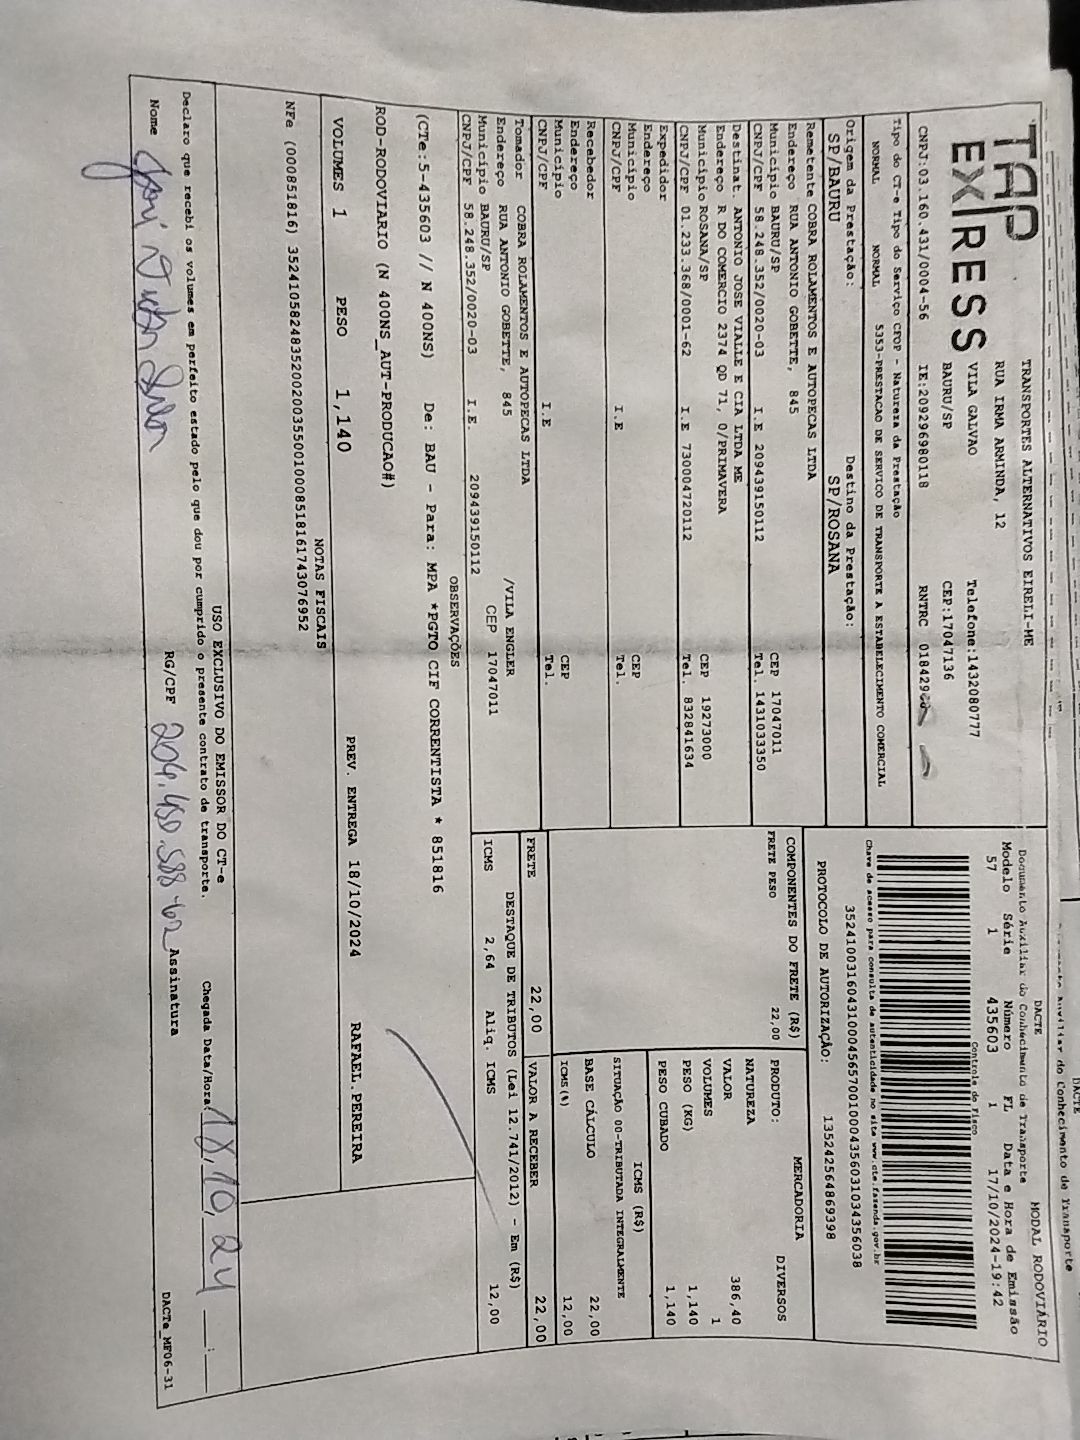 TAP
EXPRESS
TRANSPORTES ALTERNATIVOS EIRELI-ME
RUA IRMA ARMINDA, 12
VILA GALVAO Telefone:1432080777
BAURU/SP CEP:17047136
CNPJ:03.160.431/0004-56 IE:209296980118 RNTRC 018429
DACTE MODAL RODOVIÁRIO
Documento Auxiliar do Conhecimento de Transporte
Modelo Série Número FL Data e Hora de Emissão
57 1 435603 1 17/10/2024-19:42
Controle do Fisco
Tipo do CT-e Tipo do Serviço CFOP - Natureza da Prestação
NORMAL NORMAL 5353-PRESTACAO DE SERVICO DE TRANSPORTE A ESTABELECIMENTO COMERCIAL
Chave de acesso para consulta de autenticidade no site www.cte.fazenda.gov.br
35241003160431000456570010004356031034356038
Origem da Prestação: Destino da Prestação:
SP/BAURU SP/ROSANA
PROTOCOLO DE AUTORIZAÇÃO: 135242564869398
Remetente COBRA ROLAMENTOS E AUTOPECAS LTDA
Endereço RUA ANTONIO GOBETTE, 845
Município BAURU/SP CEP 17047011
CNPJ/CPF 58.248.352/0020-03 I.E 209439150112 Tel. 1431033350
Destinat. ANTONIO JOSE VIALLE E CIA LTDA ME
Endereço R DO COMERCIO 2374 QD 71, 0/PRIMAVERA
Município ROSANA/SP CEP 19273000
CNPJ/CPF 01.233.368/0001-62 I.E 730004720112 Tel. 832841634
Expedidor
Endereço
Município CEP
CNPJ/CPF I.E Tel.
Recebedor
Endereço
Município CEP
CNPJ/CPF I.E Tel.
Tomador COBRA ROLAMENTOS E AUTOPECAS LTDA
Endereço RUA ANTONIO GOBETTE, 845 /VILA ENGLER
Município BAURU/SP CEP 17047011
CNPJ/CPF 58.248.352/0020-03 I.E. 209439150112
COMPONENTES DO FRETE (R$)
FRETE PESO 22,00
MERCADORIA
PRODUTO: DIVERSOS
NATUREZA
VALOR 386,40
VOLUMES 1
PESO (KG) 1,140
PESO CUBADO 1,140
ICMS (R$)
SITUAÇÃO 00-TRIBUTADA INTEGRALMENTE
BASE CÁLCULO 22,00
ICMS(%) 12,00
FRETE 22,00 VALOR A RECEBER 22,00
DESTAQUE DE TRIBUTOS (Lei 12.741/2012) - Em (R$)
ICMS 2,64 Aliq. ICMS 12,00
OBSERVAÇÕES
(CTe:5-435603 // N 400NS) De: BAU - Para: MPA *PGTO CIF CORRENTISTA * 851816
ROD-RODOVIARIO (N 400NS_AUT-PRODUCAO#)
VOLUMES 1 PESO 1,140 PREV. ENTREGA 18/10/2024 RAFAEL.PEREIRA
NOTAS FISCAIS
NFe (000851816) 35241058248352002003550010008518161743076952
USO EXCLUSIVO DO EMISSOR DO CT-e
Declaro que recebi os volumes em perfeito estado pelo que dou por cumprido o presente contrato de transporte. Chegada Data/Hora: 18,10,24 __:__
Nome RG/CPF 204.450.588-62 Assinatura
DACTe_MF06-31
DACTE
Documento Auxiliar do Conhecimento de Transporte